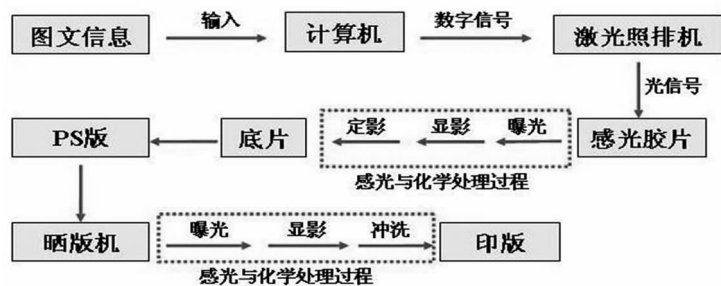 图文信息
输入
计算机
数字信号
激光照排机
光信号
感光胶片
曝光
显影
定影
感光与化学处理过程
底片
PS版
晒版机
曝光
显影
冲洗
感光与化学处理过程
印版